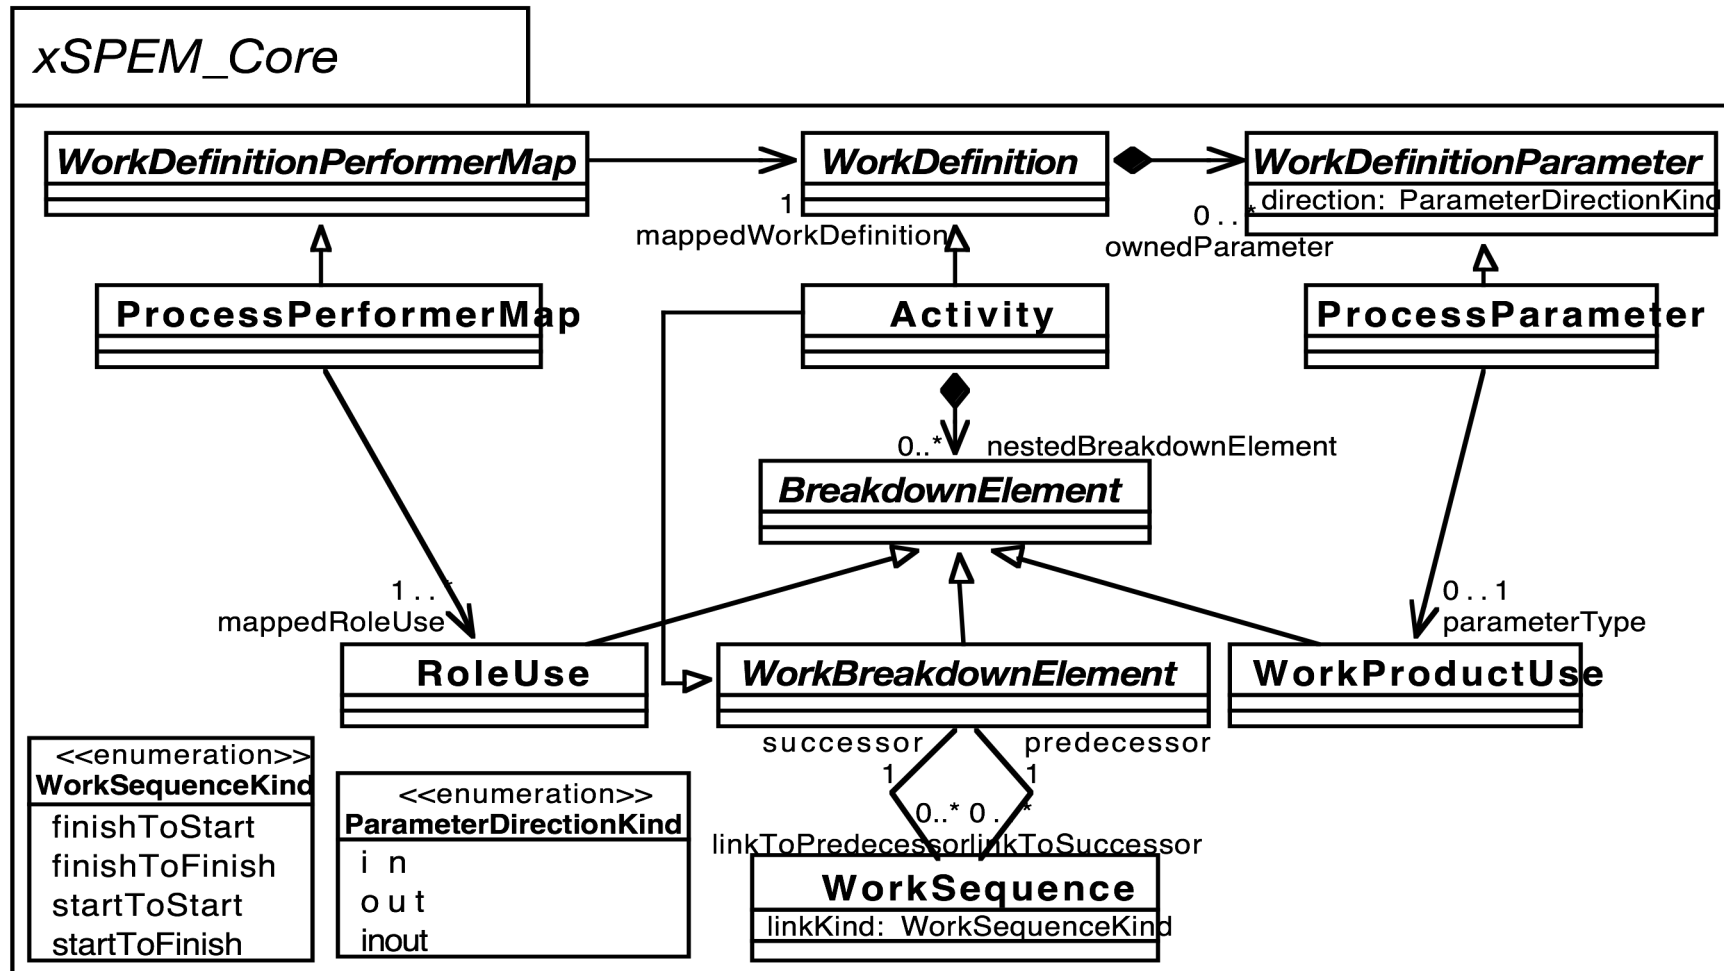 xSPEM_Core
WorkDefinitionPerformerMap
WorkDefinition
WorkDefinitionParameter
direction: ParameterDirectionKind
1
mappedWorkDefinition
0..*
ownedParameter
ProcessPerformerMap
Activity
ProcessParameter
0..*
nestedBreakdownElement
BreakdownElement
1..*
mappedRoleUse
0..1
parameterType
RoleUse
WorkBreakdownElement
WorkProductUse
successor
predecessor
1
1
0..*
0..*
linkToPredecessor
linkToSuccessor
WorkSequence
linkKind: WorkSequenceKind
<<enumeration>>
WorkSequenceKind
finishToStart
finishToFinish
startToStart
startToFinish
<<enumeration>>
ParameterDirectionKind
in
out
inout